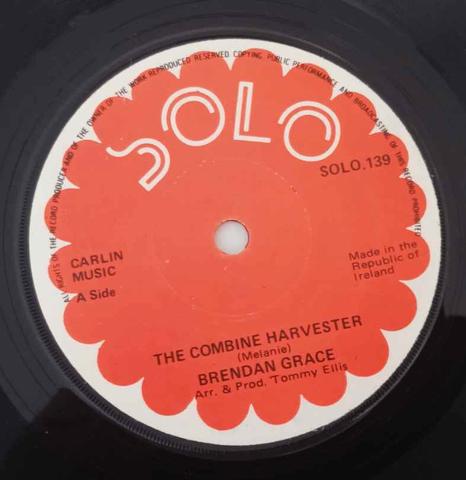 ALL RIGHTS OF THE RECORD PRODUCER AND OF THE OWNER OF THE WORK REPRODUCED RESERVED COPYING PUBLIC PERFORMANCE AND BROADCASTING OF THIS RECORD PROHIBITED
SOLO
SOLO.139
CARLIN
MUSIC
A Side
Made in the
Republic of
Ireland
THE COMBINE HARVESTER
(Melanie)
BRENDAN GRACE
Arr. & Prod. Tommy Ellis